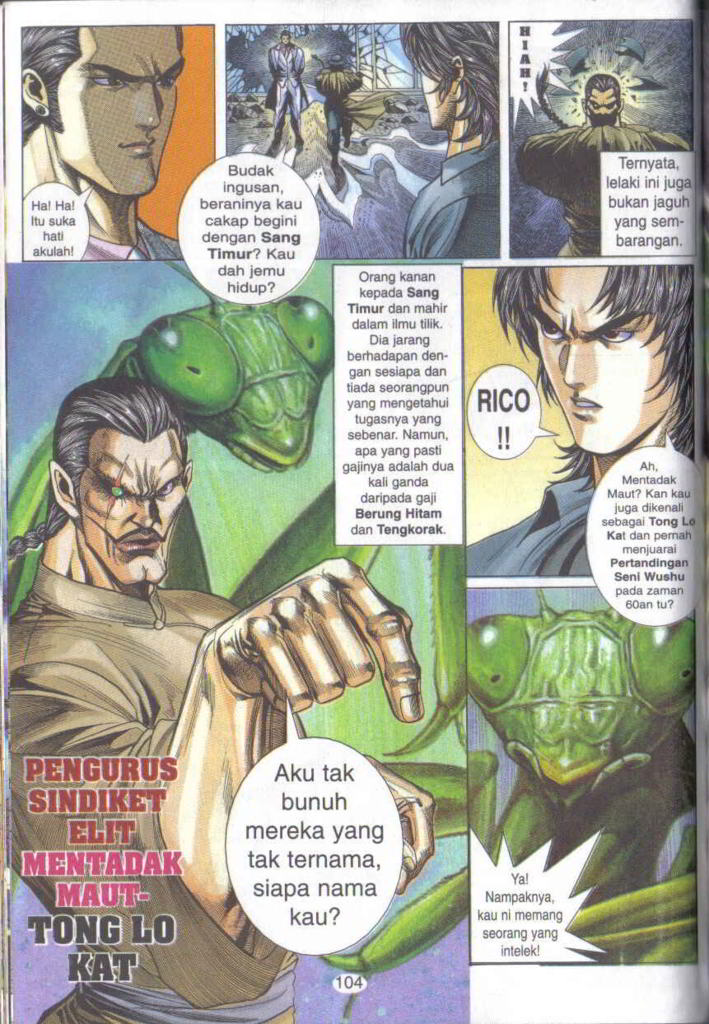 Ha! Ha!
Itu suka
hati
akulah!
Budak
ingusan,
beraninya kau
cakap begini
dengan Sang
Timur? Kau
dah jemu
hidup?
HIAH!
Ternyata,
lelaki ini juga
bukan jaguh
yang sem-
barangan.
Orang kanan
kepada Sang
Timur dan mahir
dalam ilmu tilik.
Dia jarang
berhadapan den-
gan sesiapa dan
tiada seorangpun
yang mengetahui
tugasnya yang
sebenar. Namun,
apa yang pasti
gajinya adalah dua
kali ganda
daripada gaji
Berung Hitam
dan Tengkorak.
RICO
!!
Ah,
Mentadak
Maut? Kan kau
juga dikenali
sebagai Tong Lo
Kat dan pernah
menjuarai
Pertandingan
Seni Wushu
pada zaman
60an tu?
PENGURUS
SINDIKET
ELIT
MENTADAK
MAUT-
TONG LO
KAT
Aku tak
bunuh
mereka yang
tak ternama,
siapa nama
kau?
Ya!
Nampaknya,
kau ni memang
seorang yang
intelek!
104